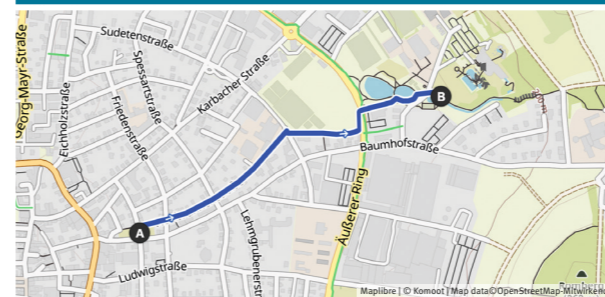 Sudetenstraße
Georg-Mayr-Straße
Spessartstraße
Karbacher Straße
Eichholzstraße
Friedenstraße
B
Baumhofstraße
Äußerer Ring
A
Ludwigstraße
Maplibre | © Komoot | Map data © OpenStreetMap-Mitwirkende